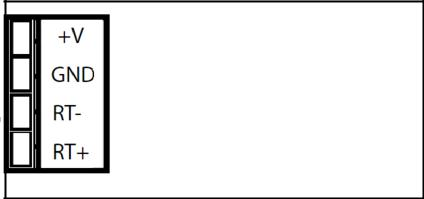 +V
GND
RT-
RT+